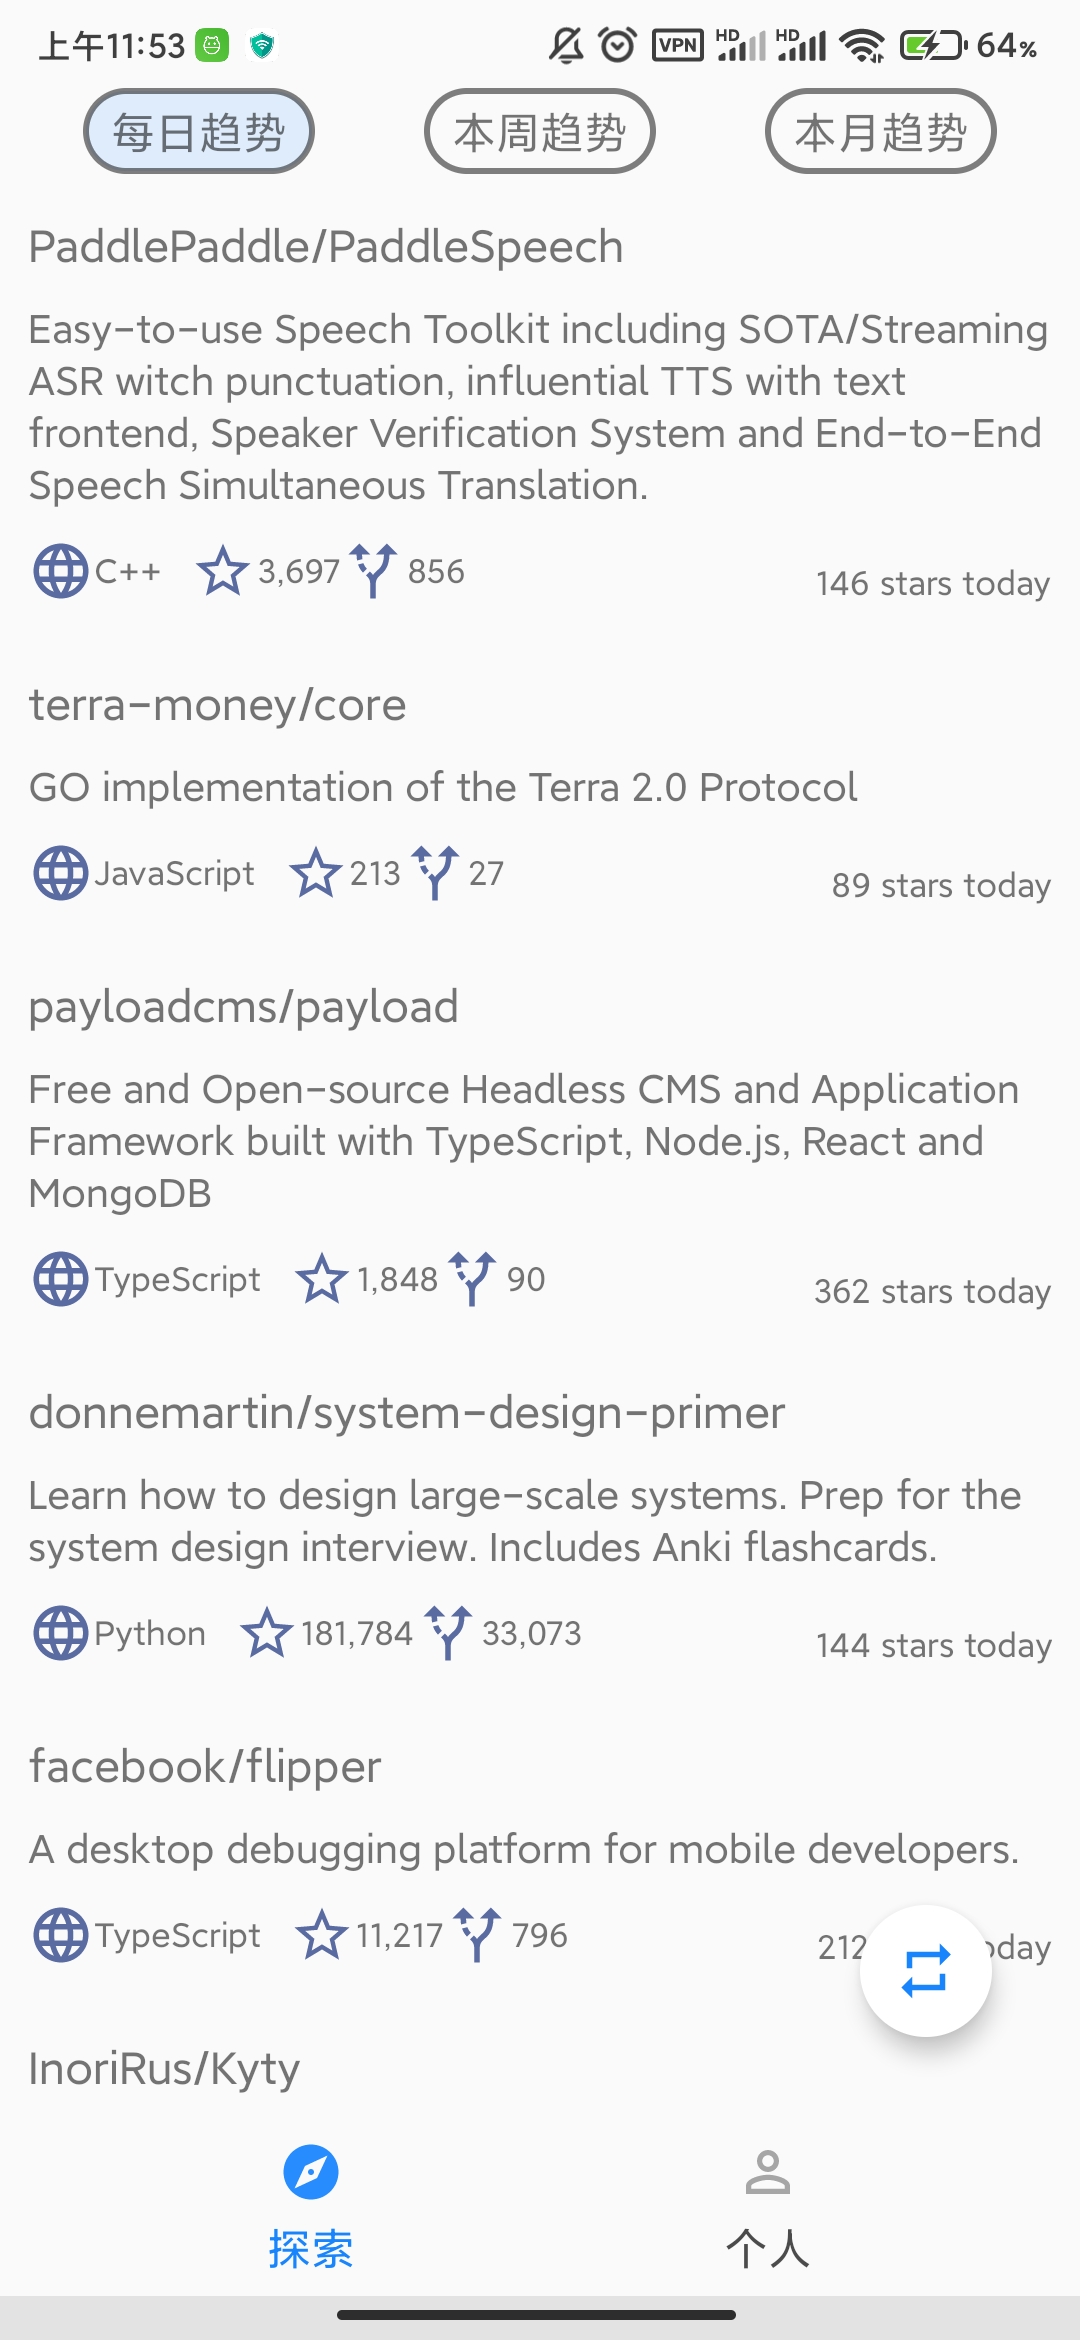 上午11:53
VPN
HD
HD
64%
每日趋势
本周趋势
本月趋势
PaddlePaddle/PaddleSpeech
Easy-to-use Speech Toolkit including SOTA/Streaming
ASR witch punctuation, influential TTS with text
frontend, Speaker Verification System and End-to-End
Speech Simultaneous Translation.
C++ 3,697 856
146 stars today
terra-money/core
GO implementation of the Terra 2.0 Protocol
JavaScript 213 27
89 stars today
payloadcms/payload
Free and Open-source Headless CMS and Application
Framework built with TypeScript, Node.js, React and
MongoDB
TypeScript 1,848 90
362 stars today
donnemartin/system-design-primer
Learn how to design large-scale systems. Prep for the
system design interview. Includes Anki flashcards.
Python 181,784 33,073
144 stars today
facebook/flipper
A desktop debugging platform for mobile developers.
TypeScript 11,217 796
212 oday
InoriRus/Kyty
探索
个人